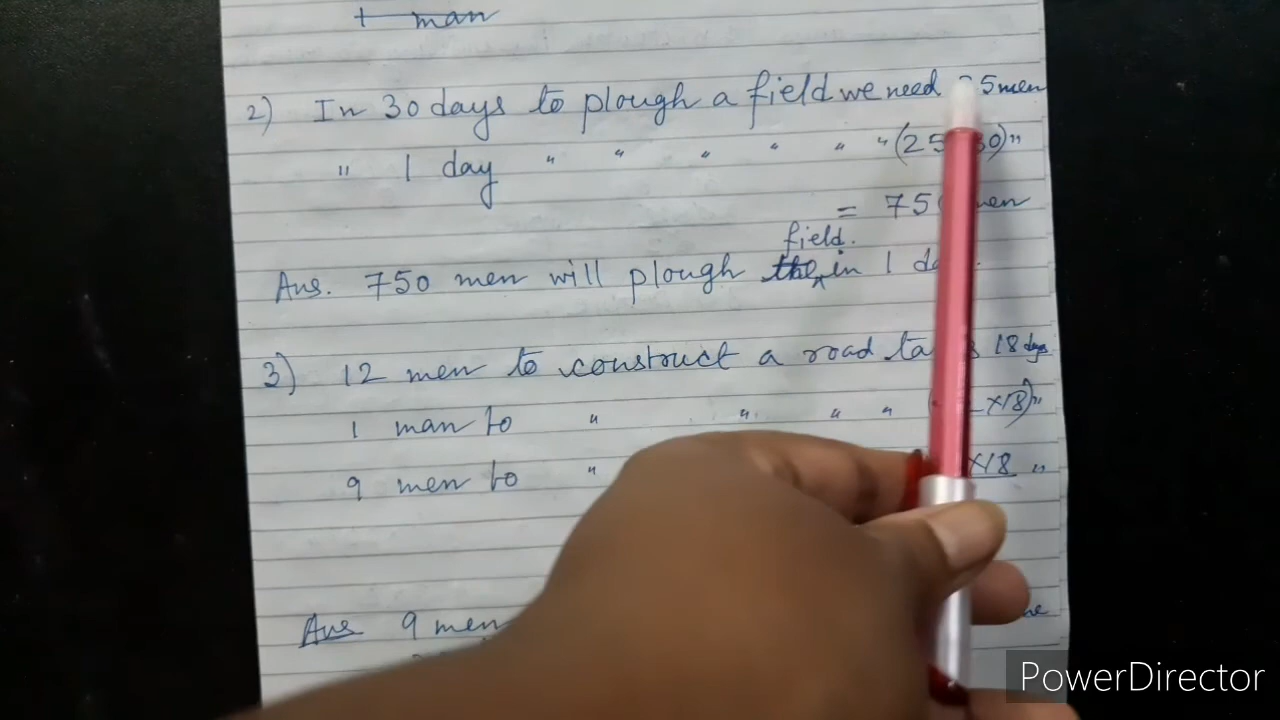 + man
2) In 30 days to plough a field we need 5 men
" 1 day " " " " " " (25 0) "
= 75 men
field.
Ans. 750 men will plough the in 1 d
3) 12 men to construct a road ta s 18 days
1 man to " " " " ×18) "
9 men to " ×18 "
Ans 9 men
PowerDirector